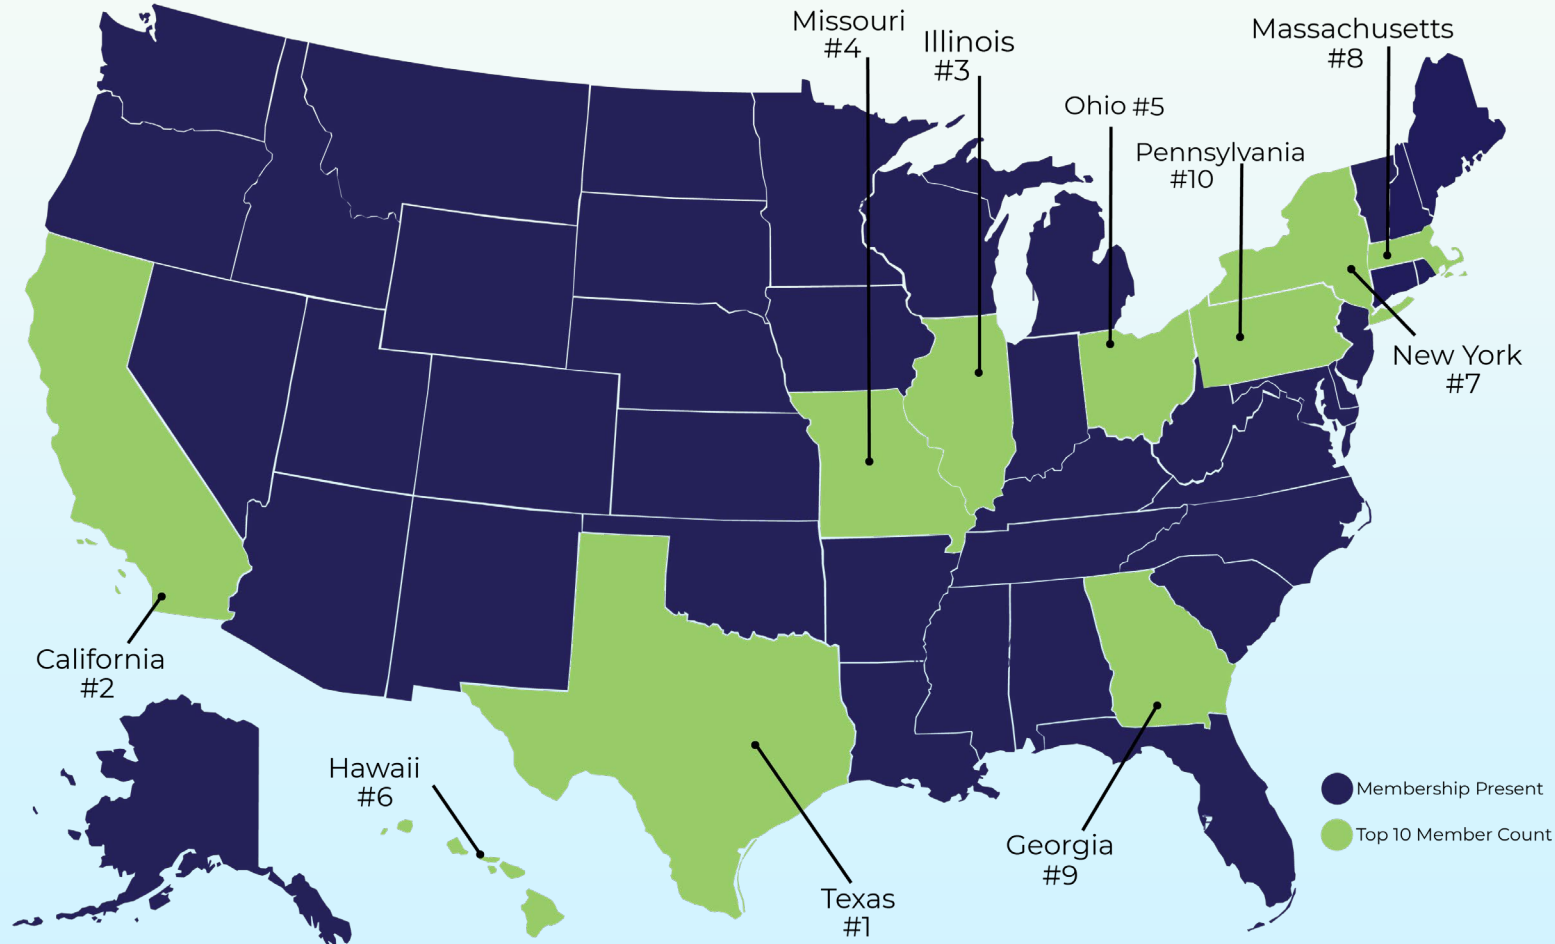 Missouri
#4
Illinois
#3
Massachusetts
#8
Ohio #5
Pennsylvania
#10
New York
#7
California
#2
Hawaii
#6
Membership Present
Top 10 Member Count
Georgia
#9
Texas
#1